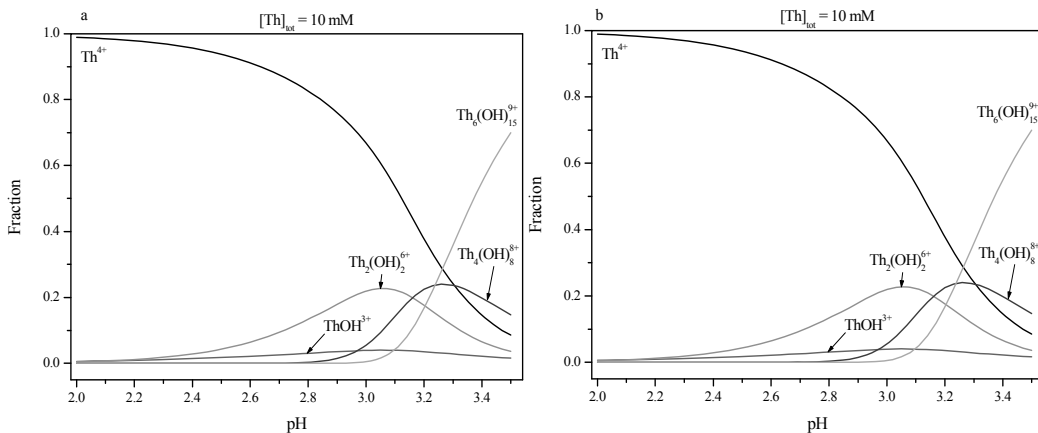 a
[Th]tot = 10 mM
1.0
0.8
0.6
0.4
0.2
0.0
Fraction
Th4+
Th6(OH)15 9+
Th2(OH)2 6+
Th4(OH)8 8+
ThOH3+
2.0 2.2 2.4 2.6 2.8 3.0 3.2 3.4
pH
b
[Th]tot = 10 mM
1.0
0.8
0.6
0.4
0.2
0.0
Fraction
Th4+
Th6(OH)15 9+
Th2(OH)2 6+
Th4(OH)8 8+
ThOH3+
2.0 2.2 2.4 2.6 2.8 3.0 3.2 3.4
pH